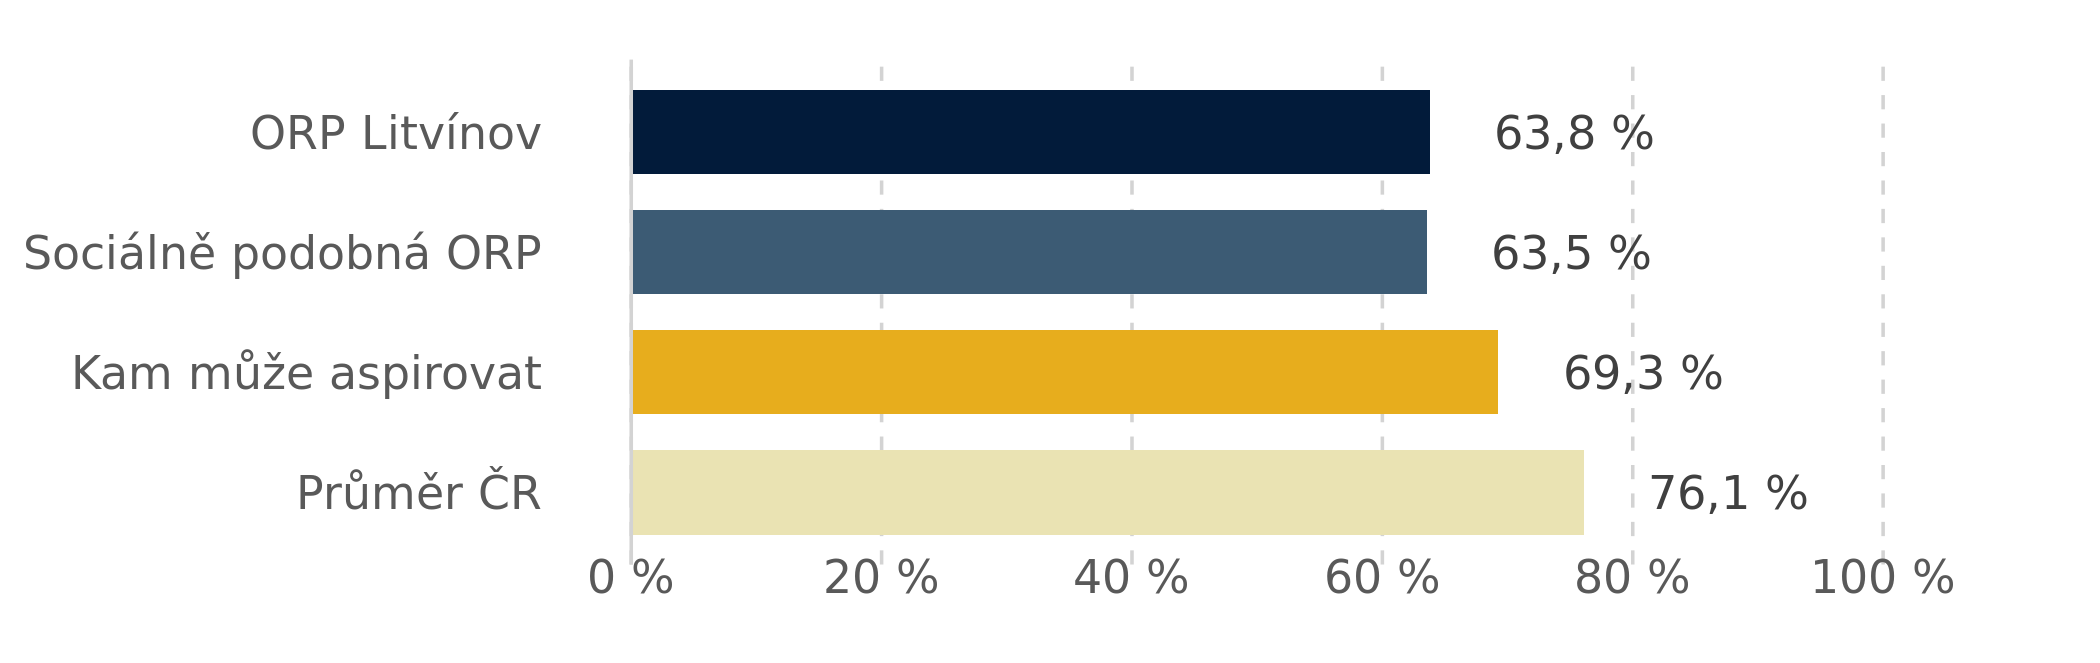 ORP Litvínov 63,8 %
Sociálně podobná ORP 63,5 %
Kam může aspirovat 69,3 %
Průměr ČR 76,1 %
0 % 20 % 40 % 60 % 80 % 100 %